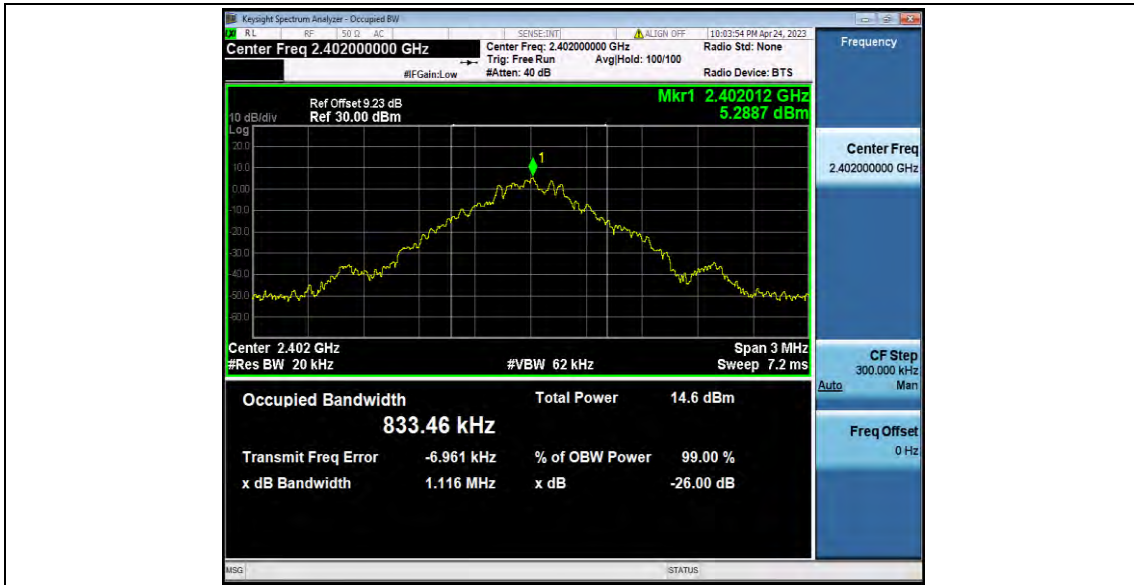 Keysight Spectrum Analyzer - Occupied BW
RL RF 50 Ω AC SENSE:INT ALIGN OFF 10:03:54 PM Apr 24, 2023
Center Freq 2.402000000 GHz Center Freq: 2.402000000 GHz Radio Std: None
Trig: Free Run Avg|Hold: 100/100
#IFGain:Low #Atten: 40 dB Radio Device: BTS
Frequency
Mkr1 2.402012 GHz
5.2887 dBm
Ref Offset 9.23 dB
10 dB/div Ref 30.00 dBm
Log
20.0
10.0
0.00
-10.0
-20.0
-30.0
-40.0
-50.0
-60.0
1
Center 2.402 GHz Span 3 MHz
#Res BW 20 kHz #VBW 62 kHz Sweep 7.2 ms
Occupied Bandwidth Total Power 14.6 dBm
833.46 kHz
Transmit Freq Error -6.961 kHz % of OBW Power 99.00 %
x dB Bandwidth 1.116 MHz x dB -26.00 dB
Center Freq
2.402000000 GHz
CF Step
300.000 kHz
Auto Man
Freq Offset
0 Hz
MSG STATUS